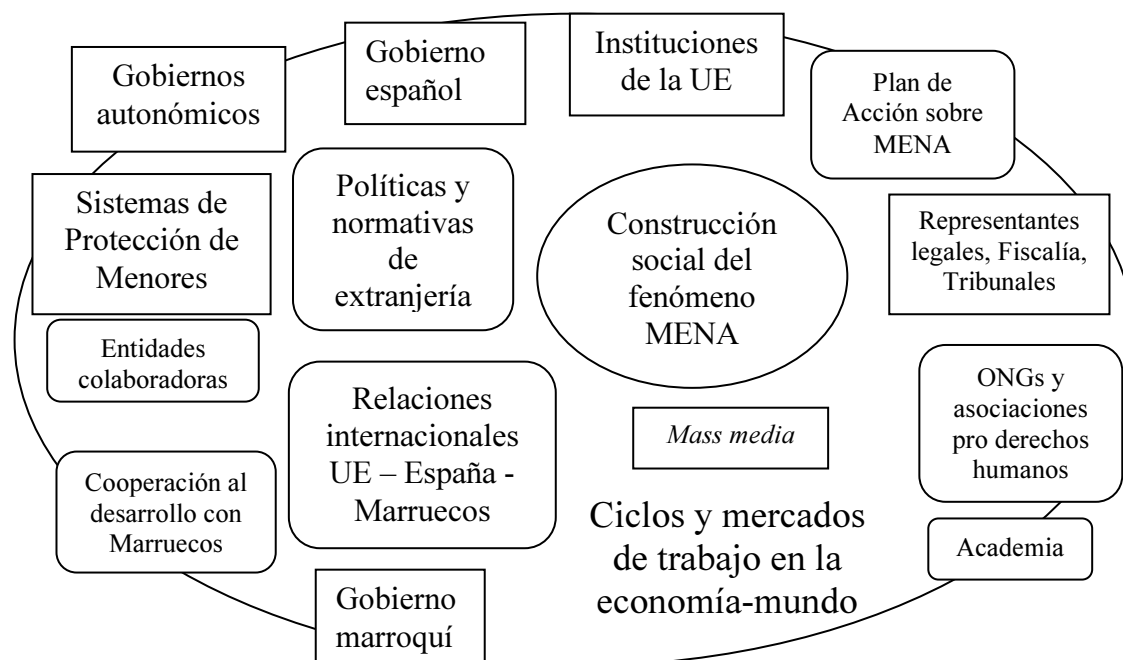 Gobiernos
autonómicos
Gobierno
español
Instituciones
de la UE
Plan de
Acción sobre
MENA
Sistemas de
Protección de
Menores
Políticas y
normativas
de
extranjería
Construcción
social del
fenómeno
MENA
Representantes
legales, Fiscalía,
Tribunales
Entidades
colaboradoras
Relaciones
internacionales
UE – España -
Marruecos
Mass media
ONGs y
asociaciones
pro derechos
humanos
Cooperación al
desarrollo con
Marruecos
Ciclos y mercados
de trabajo en la
economía-mundo
Academia
Gobierno
marroquí